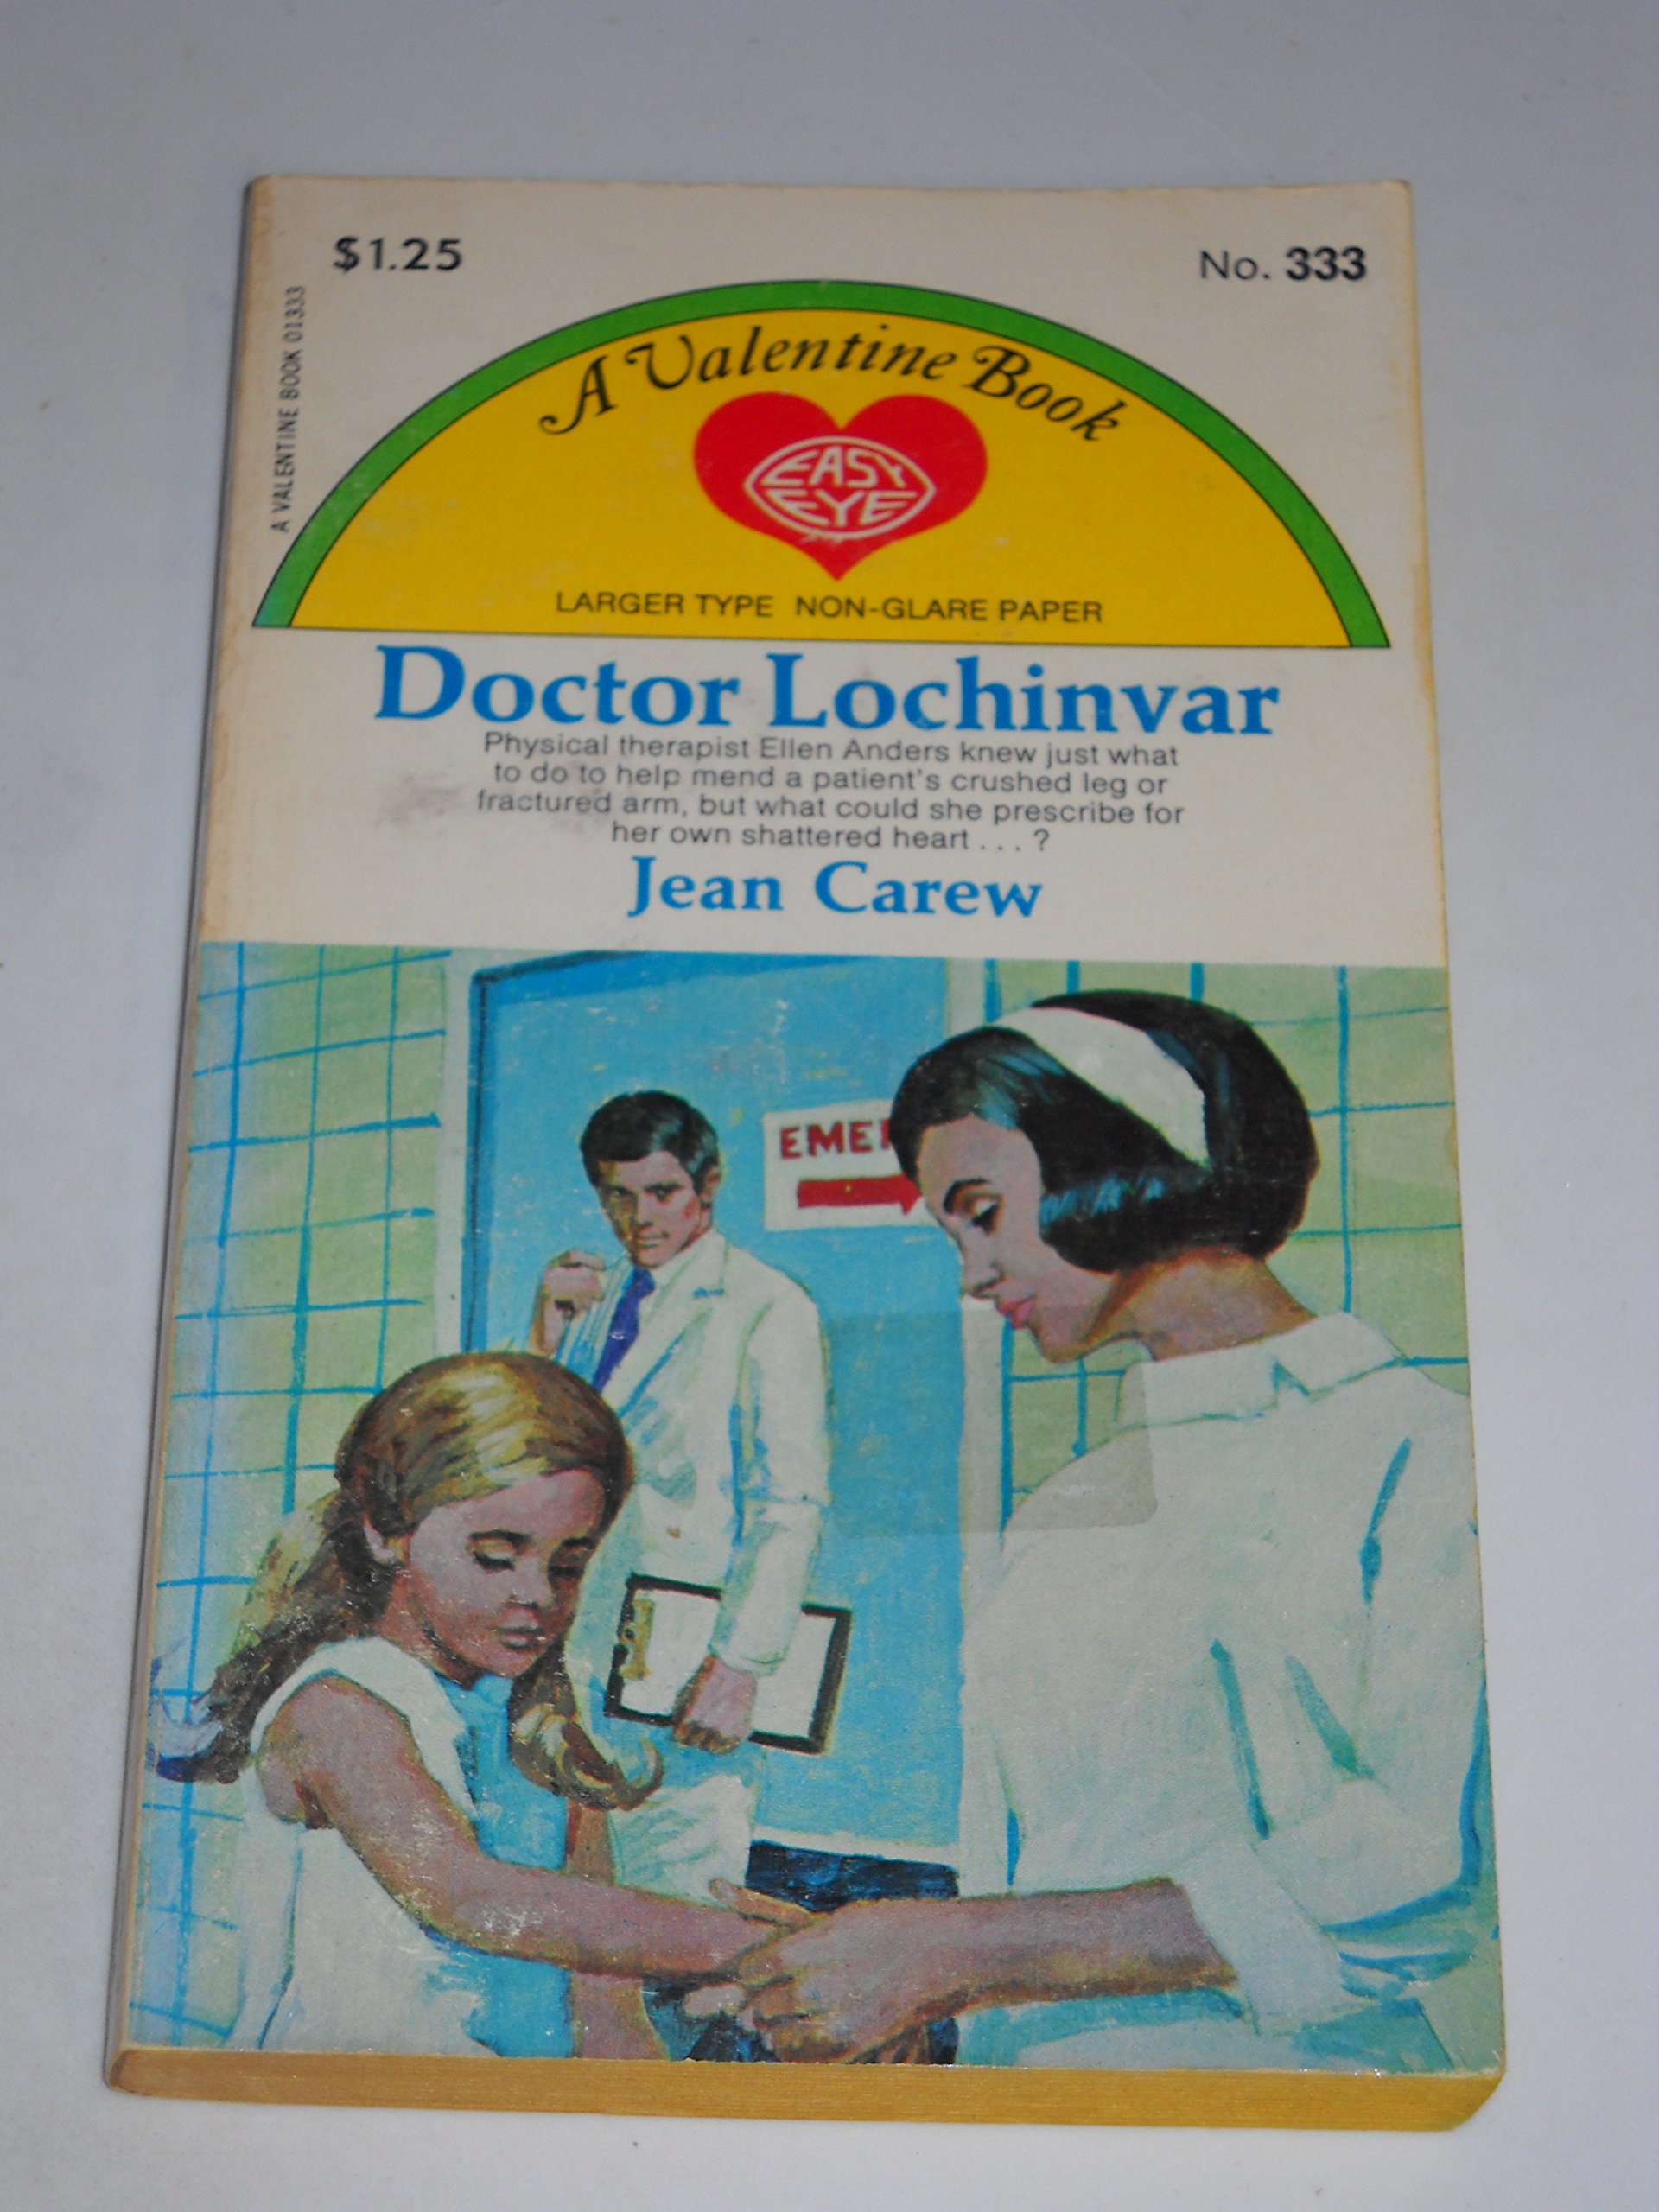 $1.25
No. 333
A VALENTINE BOOK 01333
A Valentine Book
EASY
EYE
LARGER TYPE NON-GLARE PAPER
Doctor Lochinvar
Physical therapist Ellen Anders knew just what
to do to help mend a patient's crushed leg or
fractured arm, but what could she prescribe for
her own shattered heart . . . ?
Jean Carew
EMER